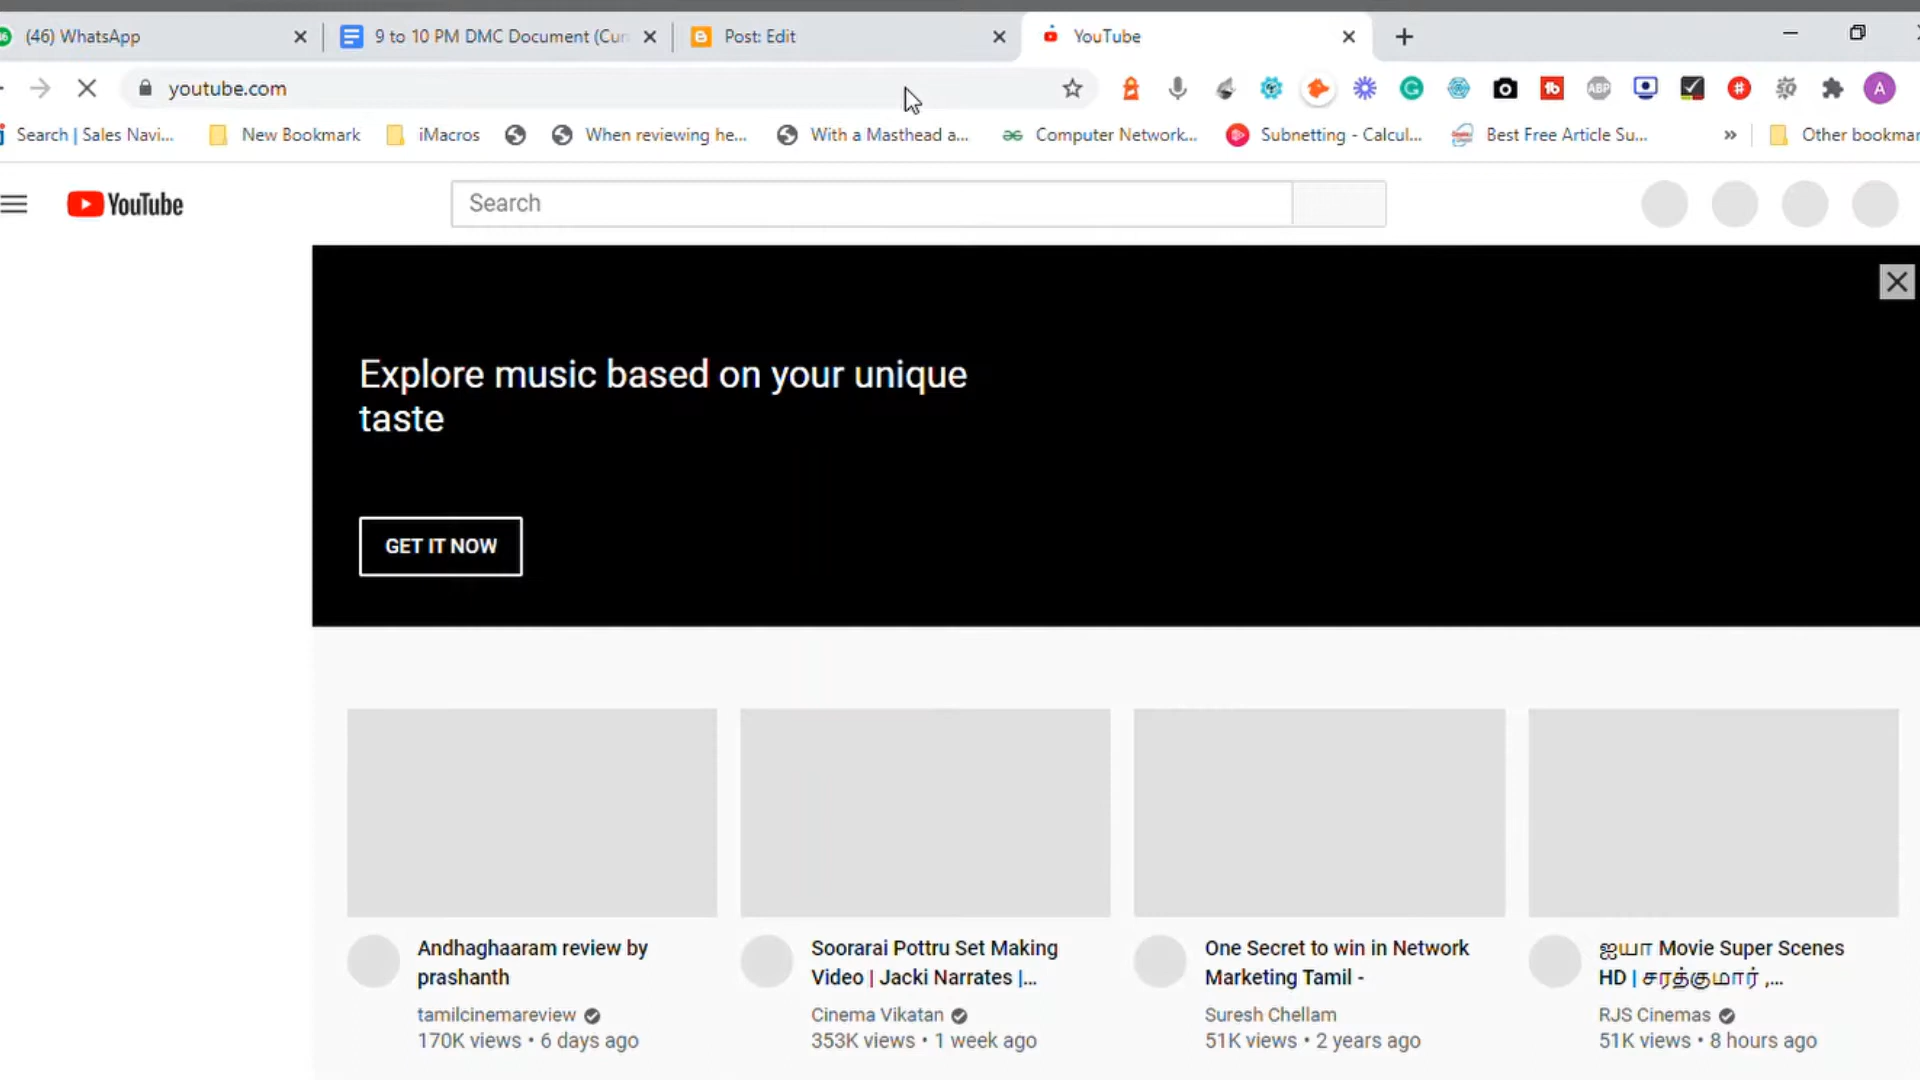 (46) WhatsApp
9 to 10 PM DMC Document (Cur
Post: Edit
YouTube
youtube.com
A
Search | Sales Navi...
New Bookmark
iMacros
When reviewing he...
With a Masthead a...
Computer Network...
Subnetting - Calcul...
Best Free Article Su...
»
Other bookmar
YouTube
Search
Explore music based on your unique
taste
GET IT NOW
Andhaghaaram review by
prashanth
tamilcinemareview
170K views • 6 days ago
Soorarai Pottru Set Making
Video | Jacki Narrates |...
Cinema Vikatan
353K views • 1 week ago
One Secret to win in Network
Marketing Tamil -
Suresh Chellam
51K views • 2 years ago
ஐயா Movie Super Scenes
HD | சரத்குமார் ,...
RJS Cinemas
51K views • 8 hours ago